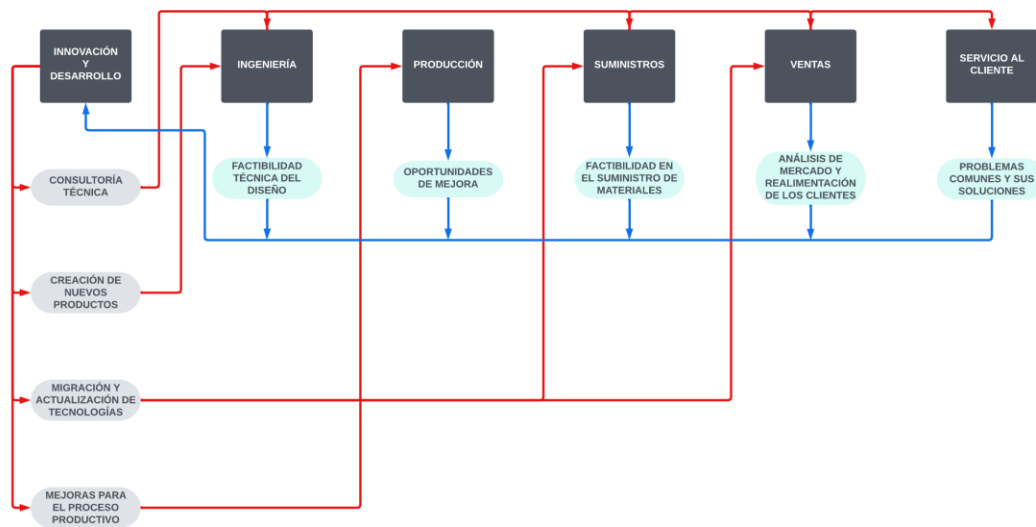 INNOVACIÓN
Y
DESARROLLO
INGENIERÍA
PRODUCCIÓN
SUMINISTROS
VENTAS
SERVICIO AL
CLIENTE
CONSULTORÍA
TÉCNICA
FACTIBILIDAD
TÉCNICA DEL
DISEÑO
OPORTUNIDADES
DE MEJORA
FACTIBILIDAD EN
EL SUMINISTRO DE
MATERIALES
ANÁLISIS DE
MERCADO Y
REALIMENTACIÓN
DE LOS CLIENTES
PROBLEMAS
COMUNES Y SUS
SOLUCIONES
CREACIÓN DE
NUEVOS
PRODUCTOS
MIGRACIÓN Y
ACTUALIZACIÓN DE
TECNOLOGÍAS
MEJORAS PARA
EL PROCESO
PRODUCTIVO